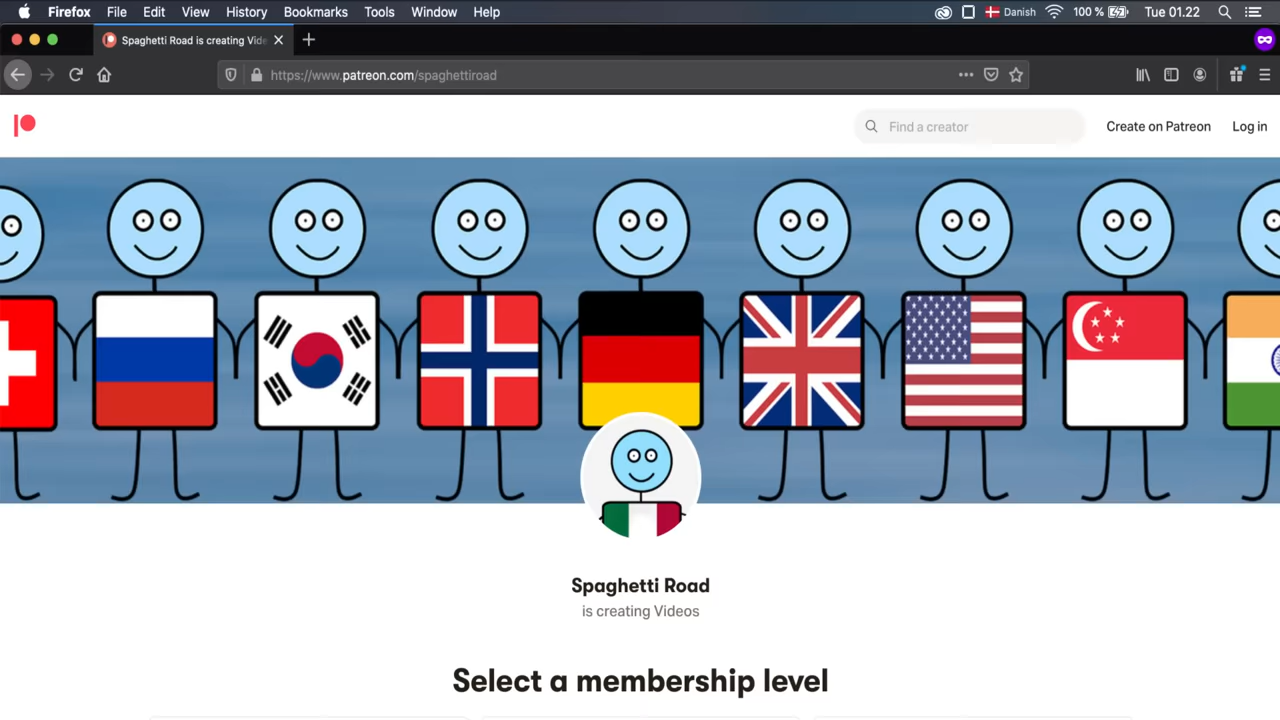 Firefox File Edit View History Bookmarks Tools Window Help Danish 100 % Tue 01.22
Spaghetti Road is creating Vide
https://www.patreon.com/spaghettiroad
Find a creator Create on Patreon Log in
Spaghetti Road
is creating Videos
Select a membership level